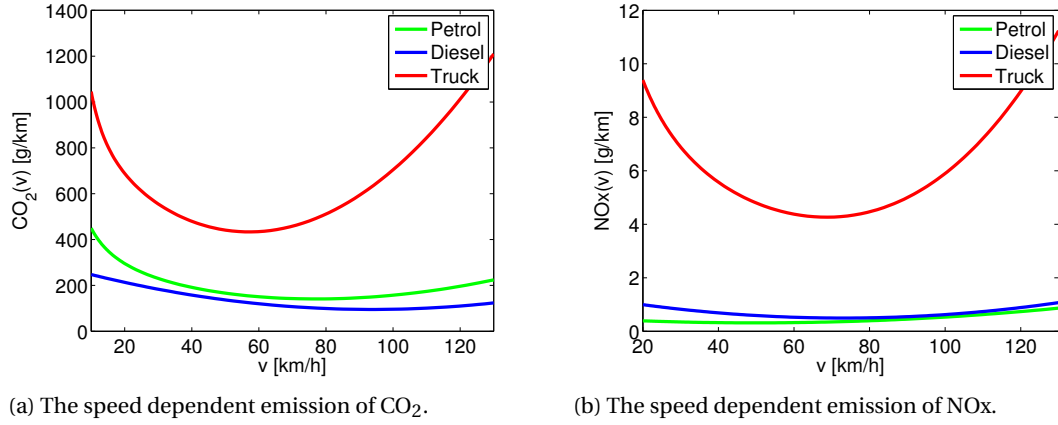 1400
1200
1000
800
600
400
200
0
CO2(v) [g/km]
20 40 60 80 100 120
v [km/h]
Petrol
Diesel
Truck
(a) The speed dependent emission of CO2.
12
10
8
6
4
2
0
NOx(v) [g/km]
20 40 60 80 100 120
v [km/h]
Petrol
Diesel
Truck
(b) The speed dependent emission of NOx.